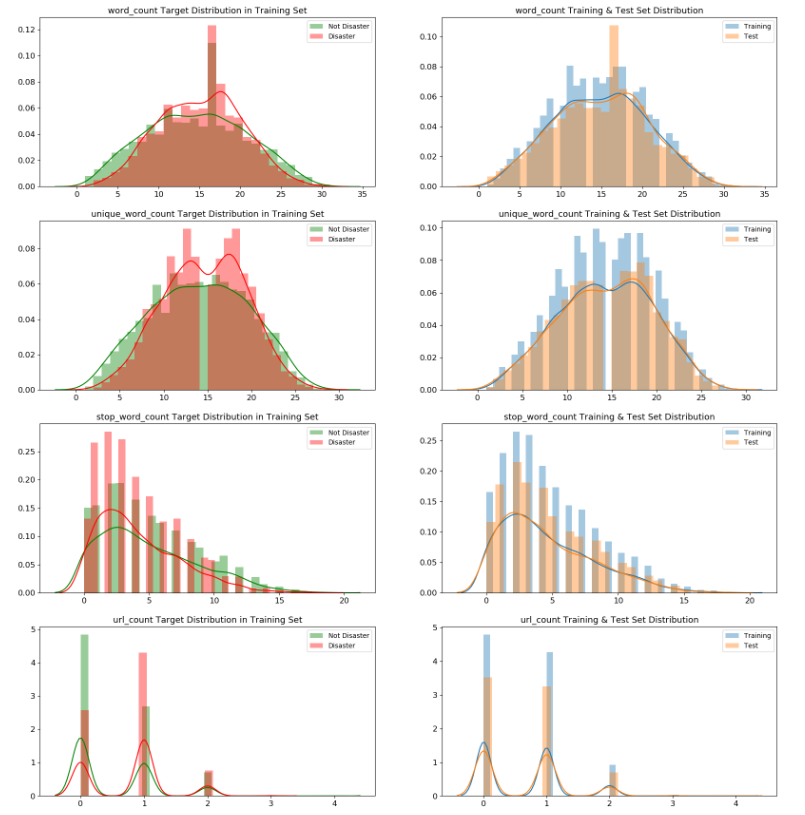 word_count Target Distribution in Training Set
0.12
0.10
0.08
0.06
0.04
0.02
0.00
0 5 10 15 20 25 30 35
Not Disaster
Disaster
word_count Training & Test Set Distribution
0.10
0.08
0.06
0.04
0.02
0.00
0 5 10 15 20 25 30 35
Training
Test
unique_word_count Target Distribution in Training Set
0.08
0.06
0.04
0.02
0.00
0 5 10 15 20 25 30
Not Disaster
Disaster
unique_word_count Training & Test Set Distribution
0.10
0.08
0.06
0.04
0.02
0.00
0 5 10 15 20 25 30
Training
Test
stop_word_count Target Distribution in Training Set
0.25
0.20
0.15
0.10
0.05
0.00
0 5 10 15 20
Not Disaster
Disaster
stop_word_count Training & Test Set Distribution
0.25
0.20
0.15
0.10
0.05
0.00
0 5 10 15 20
Training
Test
url_count Target Distribution in Training Set
5
4
3
2
1
0
0 1 2 3 4
Not Disaster
Disaster
url_count Training & Test Set Distribution
5
4
3
2
1
0
0 1 2 3 4
Training
Test